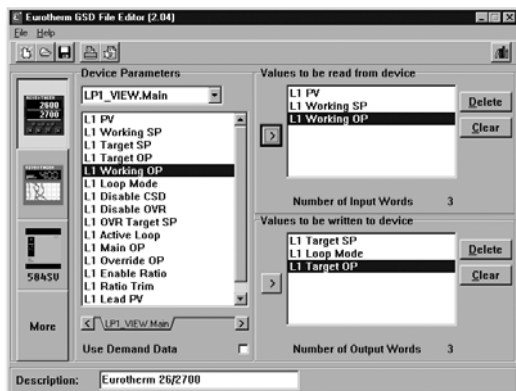 Eurotherm GSD File Editor (2.04)
File Help
Device Parameters
LP1_VIEW.Main
L1 PV
L1 Working SP
L1 Target SP
L1 Target OP
L1 Working OP
L1 Loop Mode
L1 Disable CSD
L1 Disable OVR
L1 OVR Target SP
L1 Active Loop
L1 Main OP
L1 Override OP
L1 Enable Ratio
L1 Ratio Trim
L1 Lead PV
LP1_VIEW.Main
Use Demand Data
2600
2700
584SV
More
Values to be read from device
L1 PV
L1 Working SP
L1 Working OP
Delete
Clear
Number of Input Words 3
Values to be written to device
L1 Target SP
L1 Loop Mode
L1 Target OP
Delete
Clear
Number of Output Words 3
Description: Eurotherm 26/2700